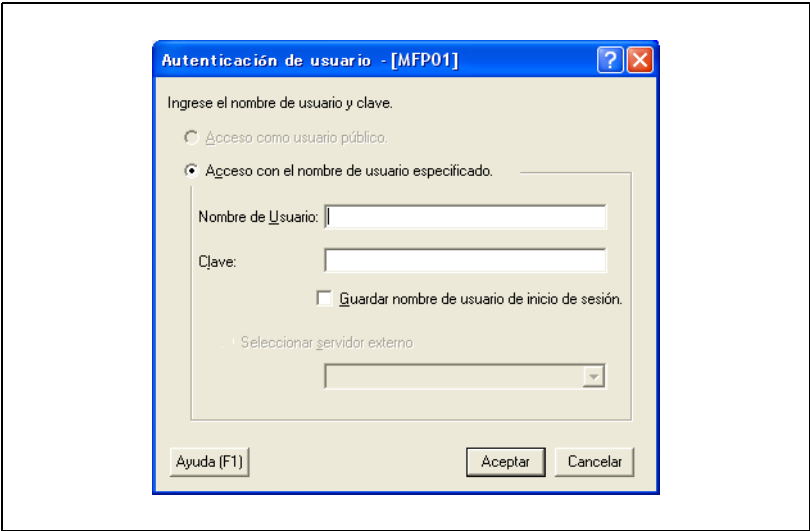 Autenticación de usuario - [MFP01]
Ingrese el nombre de usuario y clave.
Acceso como usuario público.
Acceso con el nombre de usuario especificado.
Nombre de Usuario:
Clave:
Guardar nombre de usuario de inicio de sesión.
Seleccionar servidor externo
Ayuda (F1)
Aceptar
Cancelar